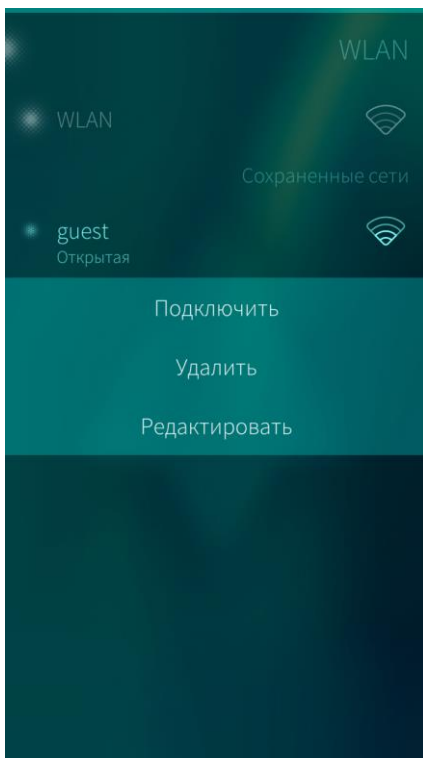 WLAN
WLAN
Сохраненные сети
guest
Открытая
Подключить
Удалить
Редактировать